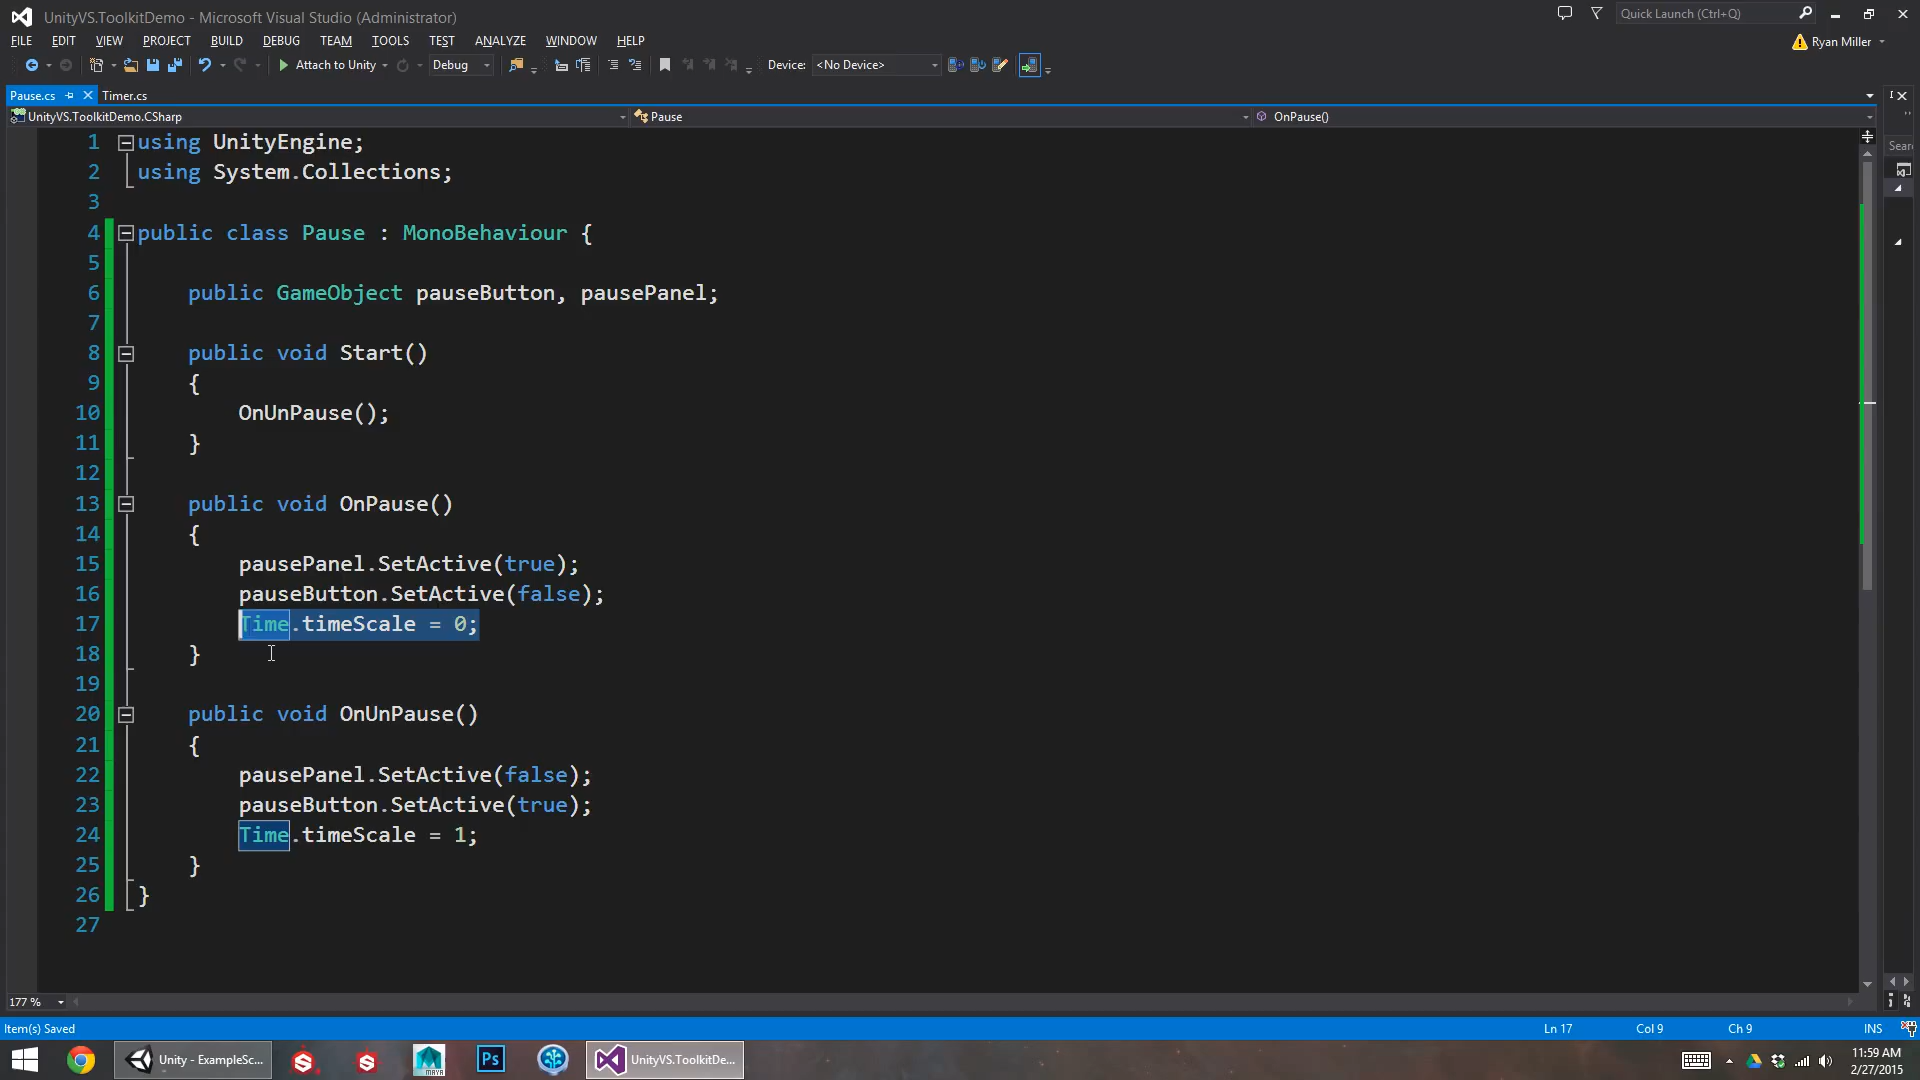 UnityVS.ToolkitDemo - Microsoft Visual Studio (Administrator)
Quick Launch (Ctrl+Q)
FILE EDIT VIEW PROJECT BUILD DEBUG TEAM TOOLS TEST ANALYZE WINDOW HELP
Ryan Miller
Attach to Unity Debug Device: <No Device>
Pause.cs Timer.cs
UnityVS.ToolkitDemo.CSharp Pause OnPause()
Sear
1 using UnityEngine;
2 using System.Collections;
3
4 public class Pause : MonoBehaviour {
5
6 public GameObject pauseButton, pausePanel;
7
8 public void Start()
9 {
10 OnUnPause();
11 }
12
13 public void OnPause()
14 {
15 pausePanel.SetActive(true);
16 pauseButton.SetActive(false);
17 Time.timeScale = 0;
18 }
19
20 public void OnUnPause()
21 {
22 pausePanel.SetActive(false);
23 pauseButton.SetActive(true);
24 Time.timeScale = 1;
25 }
26 }
27
177 %
Item(s) Saved Ln 17 Col 9 Ch 9 INS
Unity - ExampleSc... MAYA Ps UnityVS.ToolkitDe... 11:59 AM
2/27/2015